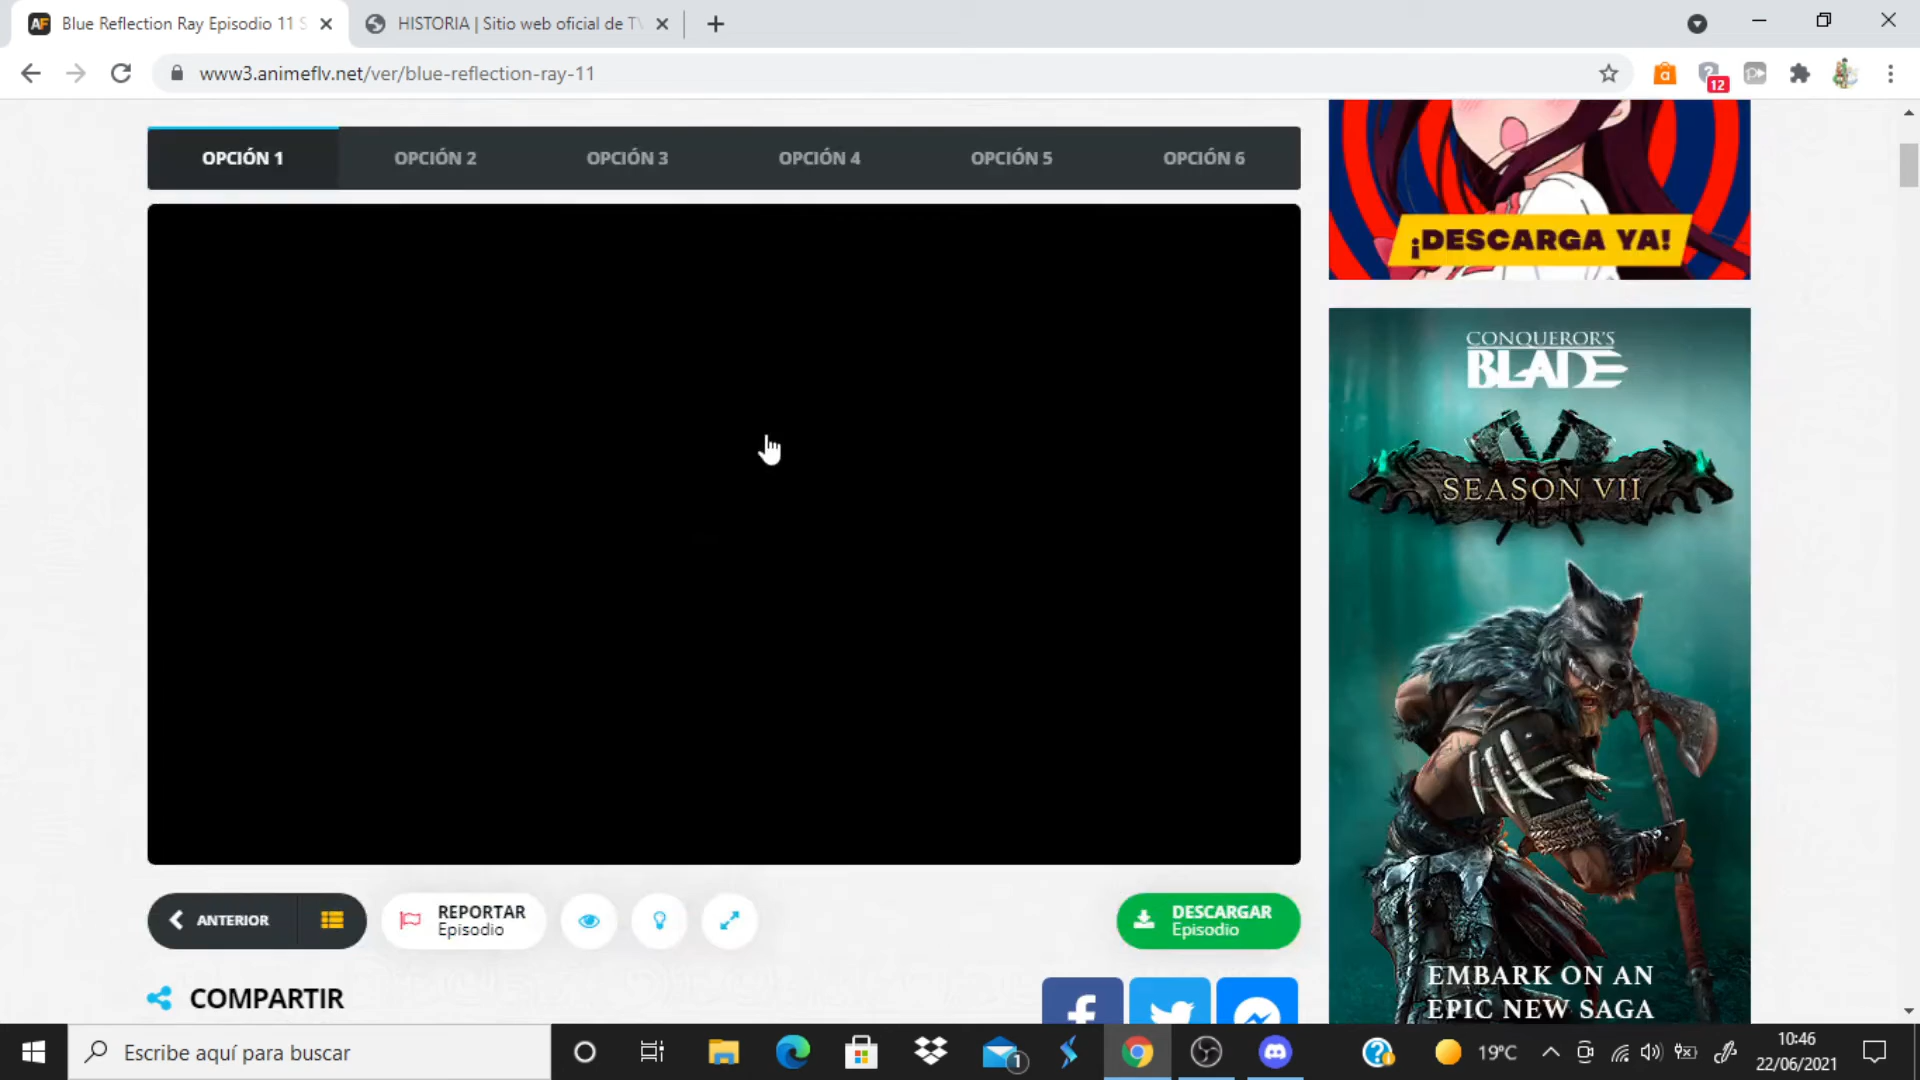 AF Blue Reflection Ray Episodio 11 S
HISTORIA | Sitio web oficial de TV
www3.animeflv.net/ver/blue-reflection-ray-11
12
OPCIÓN 1
OPCIÓN 2
OPCIÓN 3
OPCIÓN 4
OPCIÓN 5
OPCIÓN 6
¡DESCARGA YA!
CONQUEROR'S
BLADE
SEASON VII
EMBARK ON AN
EPIC NEW SAGA
ANTERIOR
REPORTAR
Episodio
DESCARGAR
Episodio
COMPARTIR
Escribe aquí para buscar
1
19°C
10:46
22/06/2021